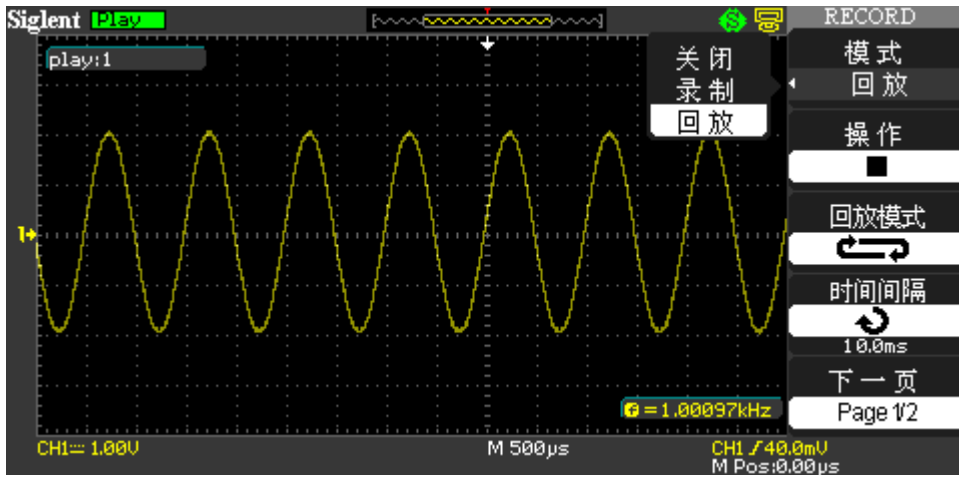 Siglent Play RECORD
play:1
关闭
录制
回放
模式
回放
操作
回放模式
时间间隔
10.0ms
下一页
Page 1/2
f=1.00097kHz
CH1 1.00V M 500μs CH1 40.0mV
M Pos:0.00μs